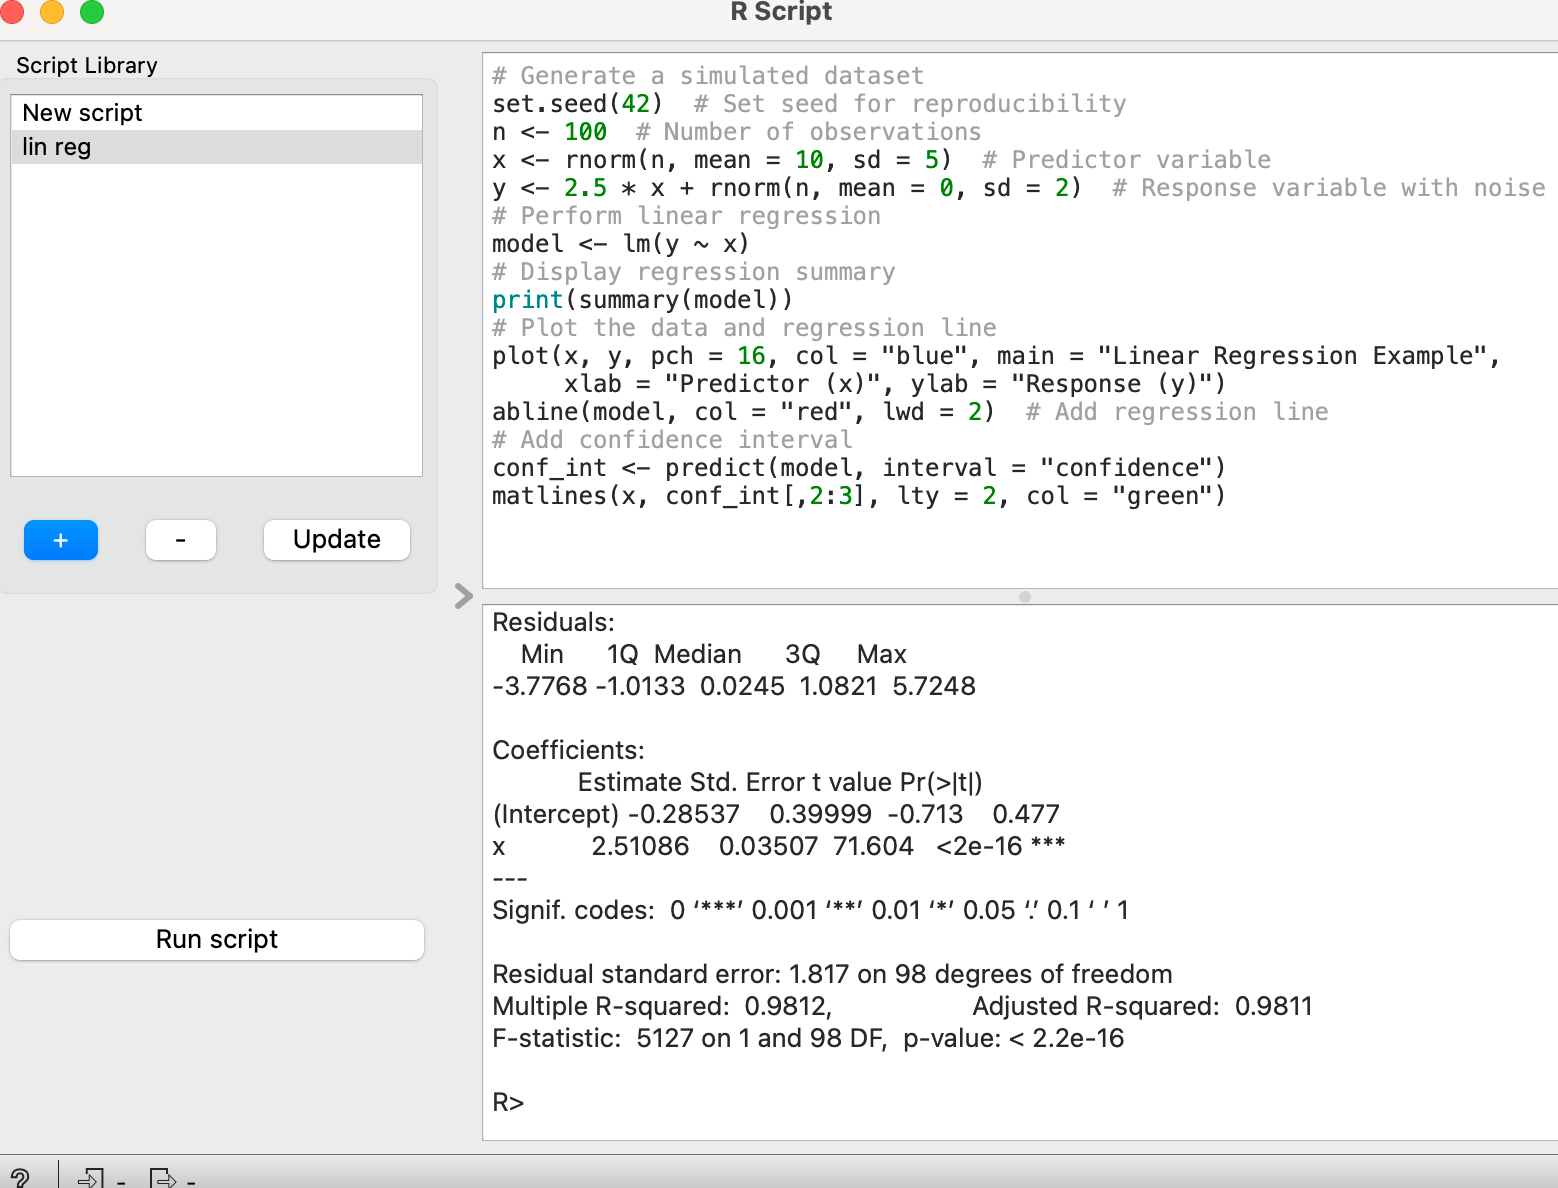 R Script
Script Library
New script
lin reg
+
-
Update
Run script
# Generate a simulated dataset
set.seed(42)  # Set seed for reproducibility
n <- 100  # Number of observations
x <- rnorm(n, mean = 10, sd = 5)  # Predictor variable
y <- 2.5 * x + rnorm(n, mean = 0, sd = 2)  # Response variable with noise
# Perform linear regression
model <- lm(y ~ x)
# Display regression summary
print(summary(model))
# Plot the data and regression line
plot(x, y, pch = 16, col = "blue", main = "Linear Regression Example",
     xlab = "Predictor (x)", ylab = "Response (y)")
abline(model, col = "red", lwd = 2)  # Add regression line
# Add confidence interval
conf_int <- predict(model, interval = "confidence")
matlines(x, conf_int[,2:3], lty = 2, col = "green")
Residuals:
    Min      1Q  Median      3Q     Max
-3.7768 -1.0133  0.0245  1.0821  5.7248
Coefficients:
            Estimate Std. Error t value Pr(>|t|)
(Intercept) -0.28537    0.39999  -0.713    0.477
x            2.51086    0.03507  71.604   <2e-16 ***
---
Signif. codes:  0 ‘***’ 0.001 ‘**’ 0.01 ‘*’ 0.05 ‘.’ 0.1 ‘ ’ 1
Residual standard error: 1.817 on 98 degrees of freedom
Multiple R-squared:  0.9812,	Adjusted R-squared:  0.9811
F-statistic:  5127 on 1 and 98 DF,  p-value: < 2.2e-16
R>
? - -